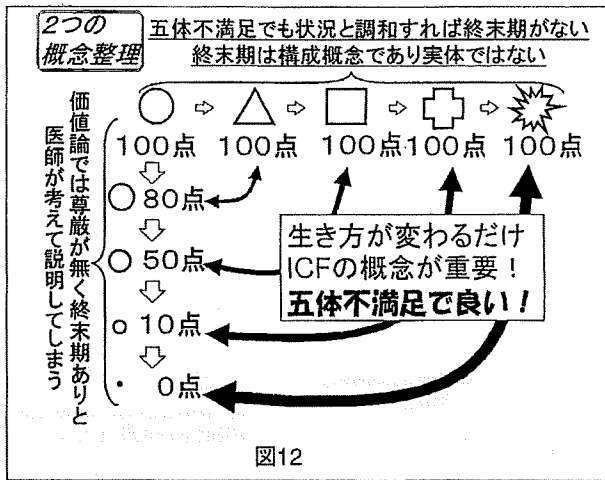 2つの
概念整理
五体不満足でも状況と調和すれば終末期がない
終末期は構成概念であり実体ではない
価値論では尊厳が無く終末期ありと
医師が考えて説明してしまう
100点 100点 100点 100点 100点
80点
50点
10点
0点
生き方が変わるだけ
ICFの概念が重要！
五体不満足で良い！
図12